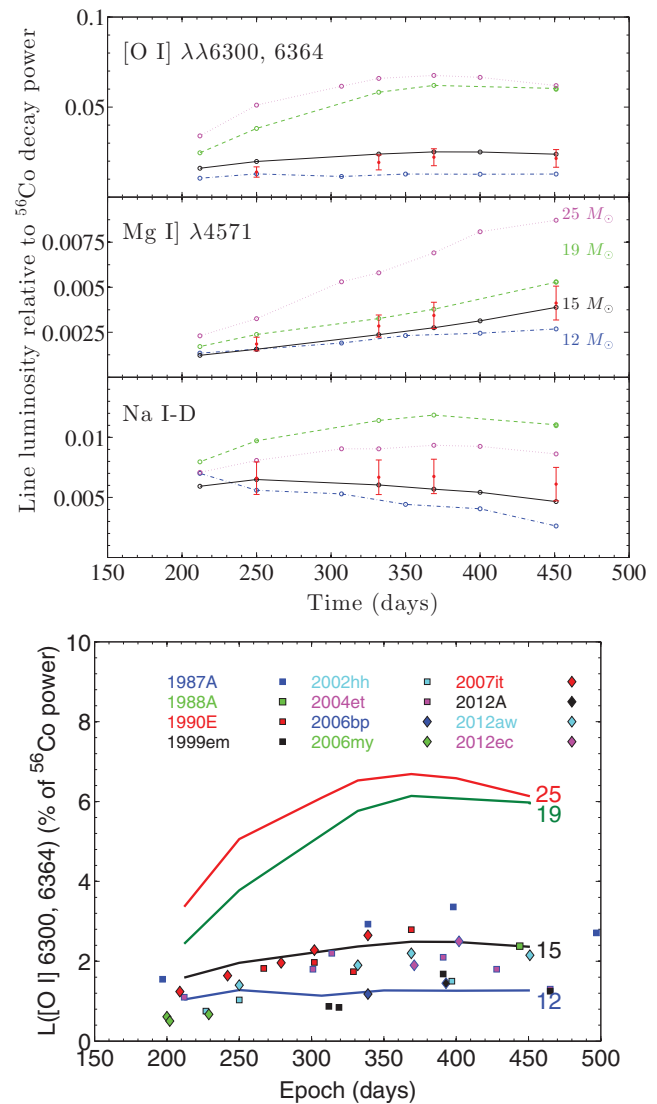 [O I] λλ6300, 6364
Mg I] λ4571
Na I-D
Line luminosity relative to ⁵⁶Co decay power
0.1
0.05
0.0075
0.005
0.0025
0.01
0.005
25 M⊙
19 M⊙
15 M⊙
12 M⊙
150 200 250 300 350 400 450 500
Time (days)
L([O I] 6300, 6364) (% of ⁵⁶Co power)
10
8
6
4
2
0
1987A 2002hh 2007it
1988A 2004et 2012A
1990E 2006bp 2012aw
1999em 2006my 2012ec
25
19
15
12
150 200 250 300 350 400 450 500
Epoch (days)